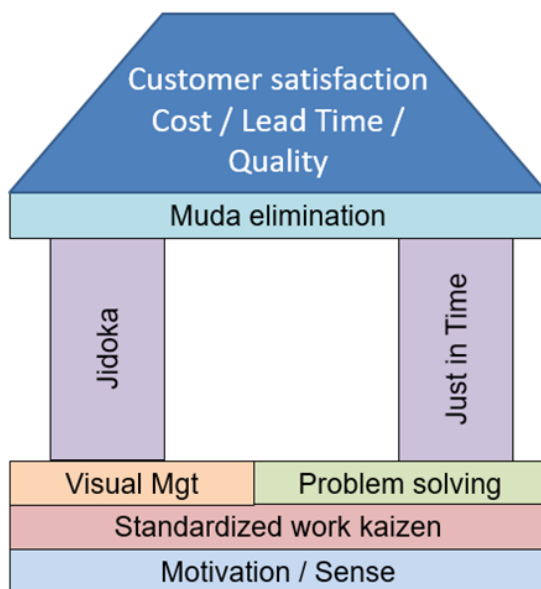 Customer satisfaction
Cost / Lead Time /
Quality
Muda elimination
Jidoka
Just in Time
Visual Mgt
Problem solving
Standardized work kaizen
Motivation / Sense